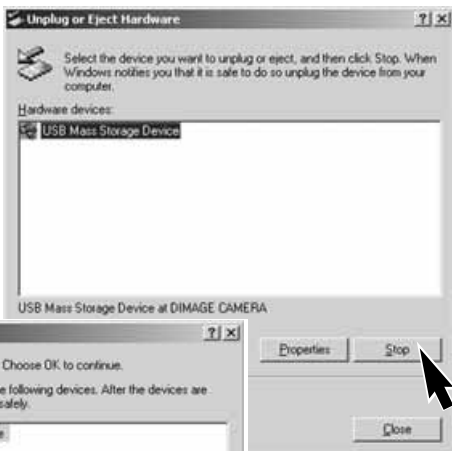 Unplug or Eject Hardware
Select the device you want to unplug or eject, and then click Stop. When
Windows notifies you that it is safe to do so unplug the device from your
computer.
Hardware devices:
USB Mass Storage Device
USB Mass Storage Device at DIMAGE CAMERA
Properties
Stop
Choose OK to continue.
e following devices. After the devices are
safely.
e
Close